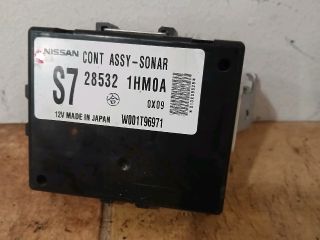 NISSAN CONT ASSY-SONAR
S7 28532 1HM0A
0X09
12V MADE IN JAPAN W001T96971